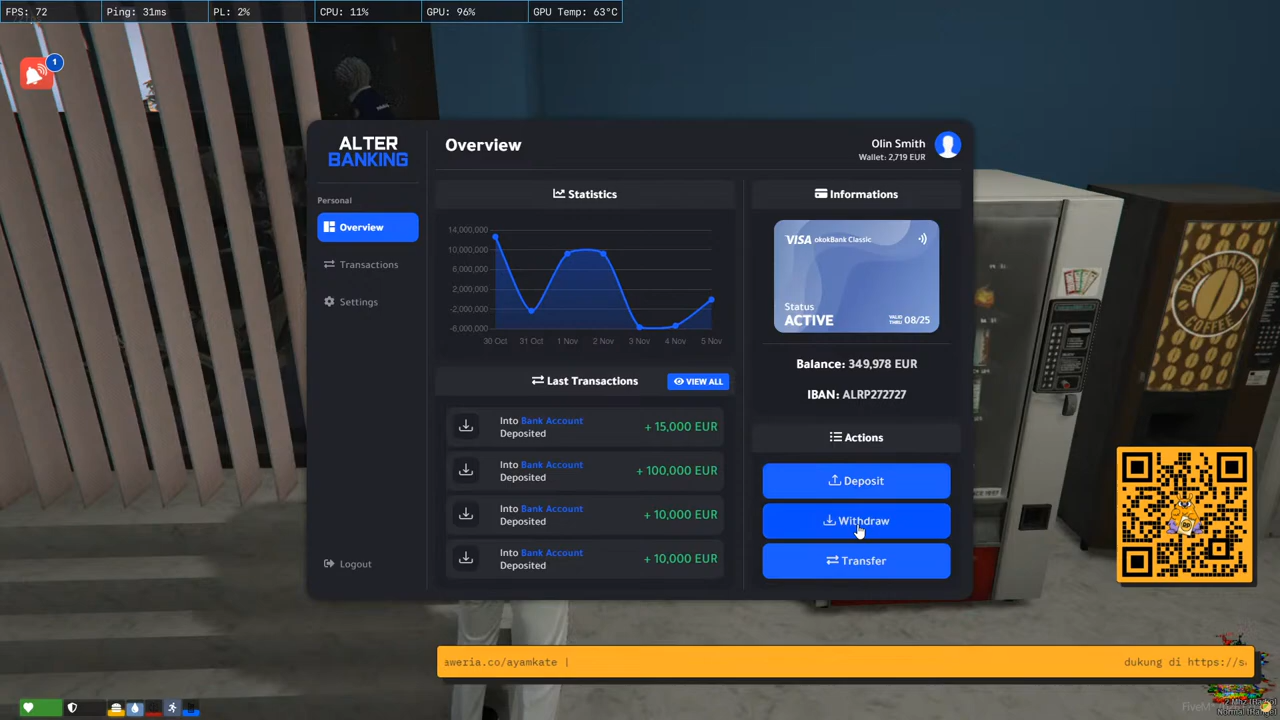 FPS: 72
Ping: 31ms
PL: 2%
CPU: 11%
GPU: 96%
GPU Temp: 63°C
1
ALTER
BANKING
Overview
Olin Smith
Wallet: 2,719 EUR
Personal
Overview
Transactions
Settings
Logout
Statistics
14,000,000
10,000,000
6,000,000
2,000,000
-2,000,000
-6,000,000
30 Oct
31 Oct
1 Nov
2 Nov
3 Nov
4 Nov
5 Nov
Last Transactions
VIEW ALL
Into Bank Account
Deposited
+ 15,000 EUR
Into Bank Account
Deposited
+ 100,000 EUR
Into Bank Account
Deposited
+ 10,000 EUR
Into Bank Account
Deposited
+ 10,000 EUR
Informations
VISA okokBank Classic
Status
ACTIVE
VALID
THRU 08/25
Balance: 349,978 EUR
IBAN: ALRP272727
Actions
Deposit
Withdraw
Transfer
BEAN MACHINE
COFFEE
aweria.co/ayamkate |
dukung di https://sa